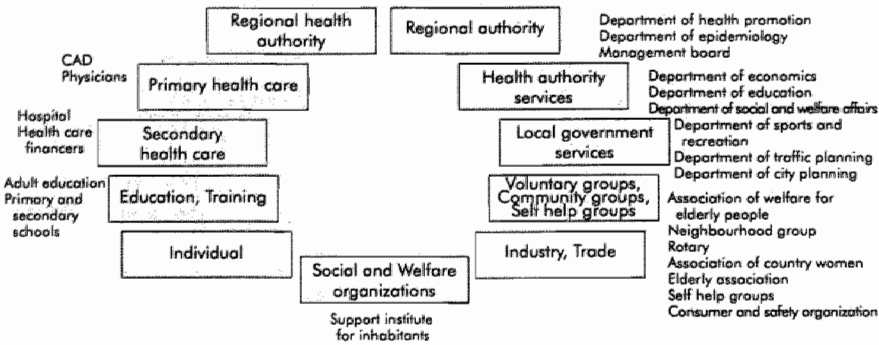 Regional health
authority
Regional authority
Department of health promotion
Department of epidemiology
Management board
CAD
Physicians
Primary health care
Health authority
services
Department of economics
Department of education
Department of social and welfare affairs
Hospital
Health care
financers
Secondary
health care
Local government
services
Department of sports and
recreation
Department of traffic planning
Department of city planning
Adult education
Primary and
secondary
schools
Education, Training
Voluntary groups,
Community groups,
Self help groups
Association of welfare for
elderly people
Neighbourhood group
Rotary
Association of country women
Elderly association
Self help groups
Consumer and safety organization
Individual
Industry, Trade
Social and Welfare
organizations
Support institute
for inhabitants